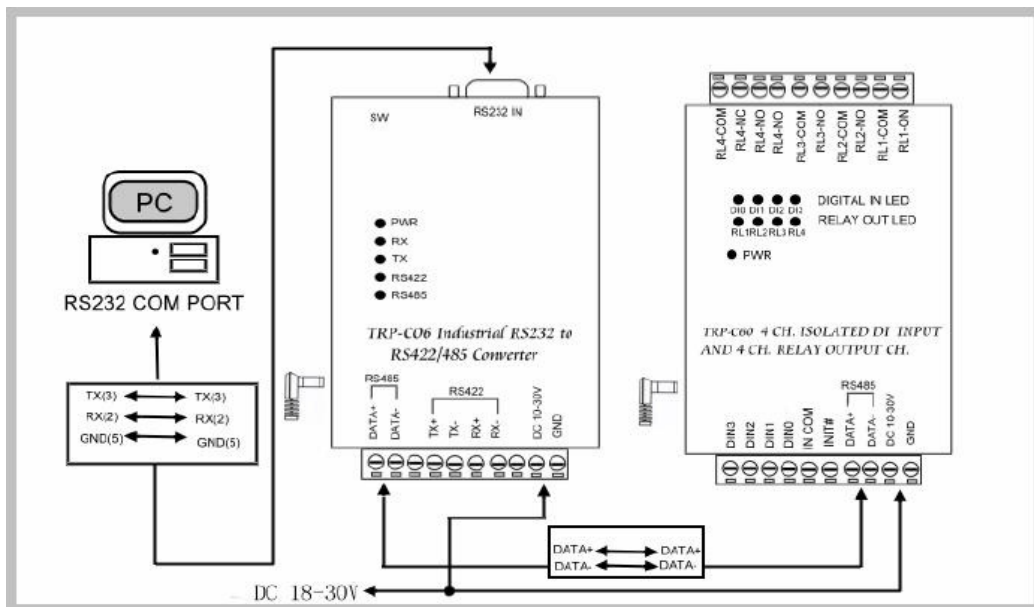 SW
RS232 IN
PWR
RX
TX
RS422
RS485
TRP-C06 Industrial RS232 to
RS422/485 Converter
RS485
RS422
DATA+
DATA-
TX+
TX-
RX+
RX-
DC 10-30V
GND
PC
RS232 COM PORT
TX(3) TX(3)
RX(2) RX(2)
GND(5) GND(5)
RL4-COM
RL4-NC
RL4-NO
RL4-NO
RL3-COM
RL3-NO
RL2-COM
RL2-NO
RL1-COM
RL1-ON
DIGITAL IN LED
DI0 DI1 DI2 DI3
RELAY OUT LED
RL1 RL2 RL3 RL4
PWR
TRP-C60 4 CH. ISOLATED DI INPUT
AND 4 CH. RELAY OUTPUT CH.
RS485
DIN3
DIN2
DIN1
DIN0
IN COM
INIT#
DATA+
DATA-
DC 10-30V
GND
DATA+ DATA+
DATA- DATA-
DC 18-30V